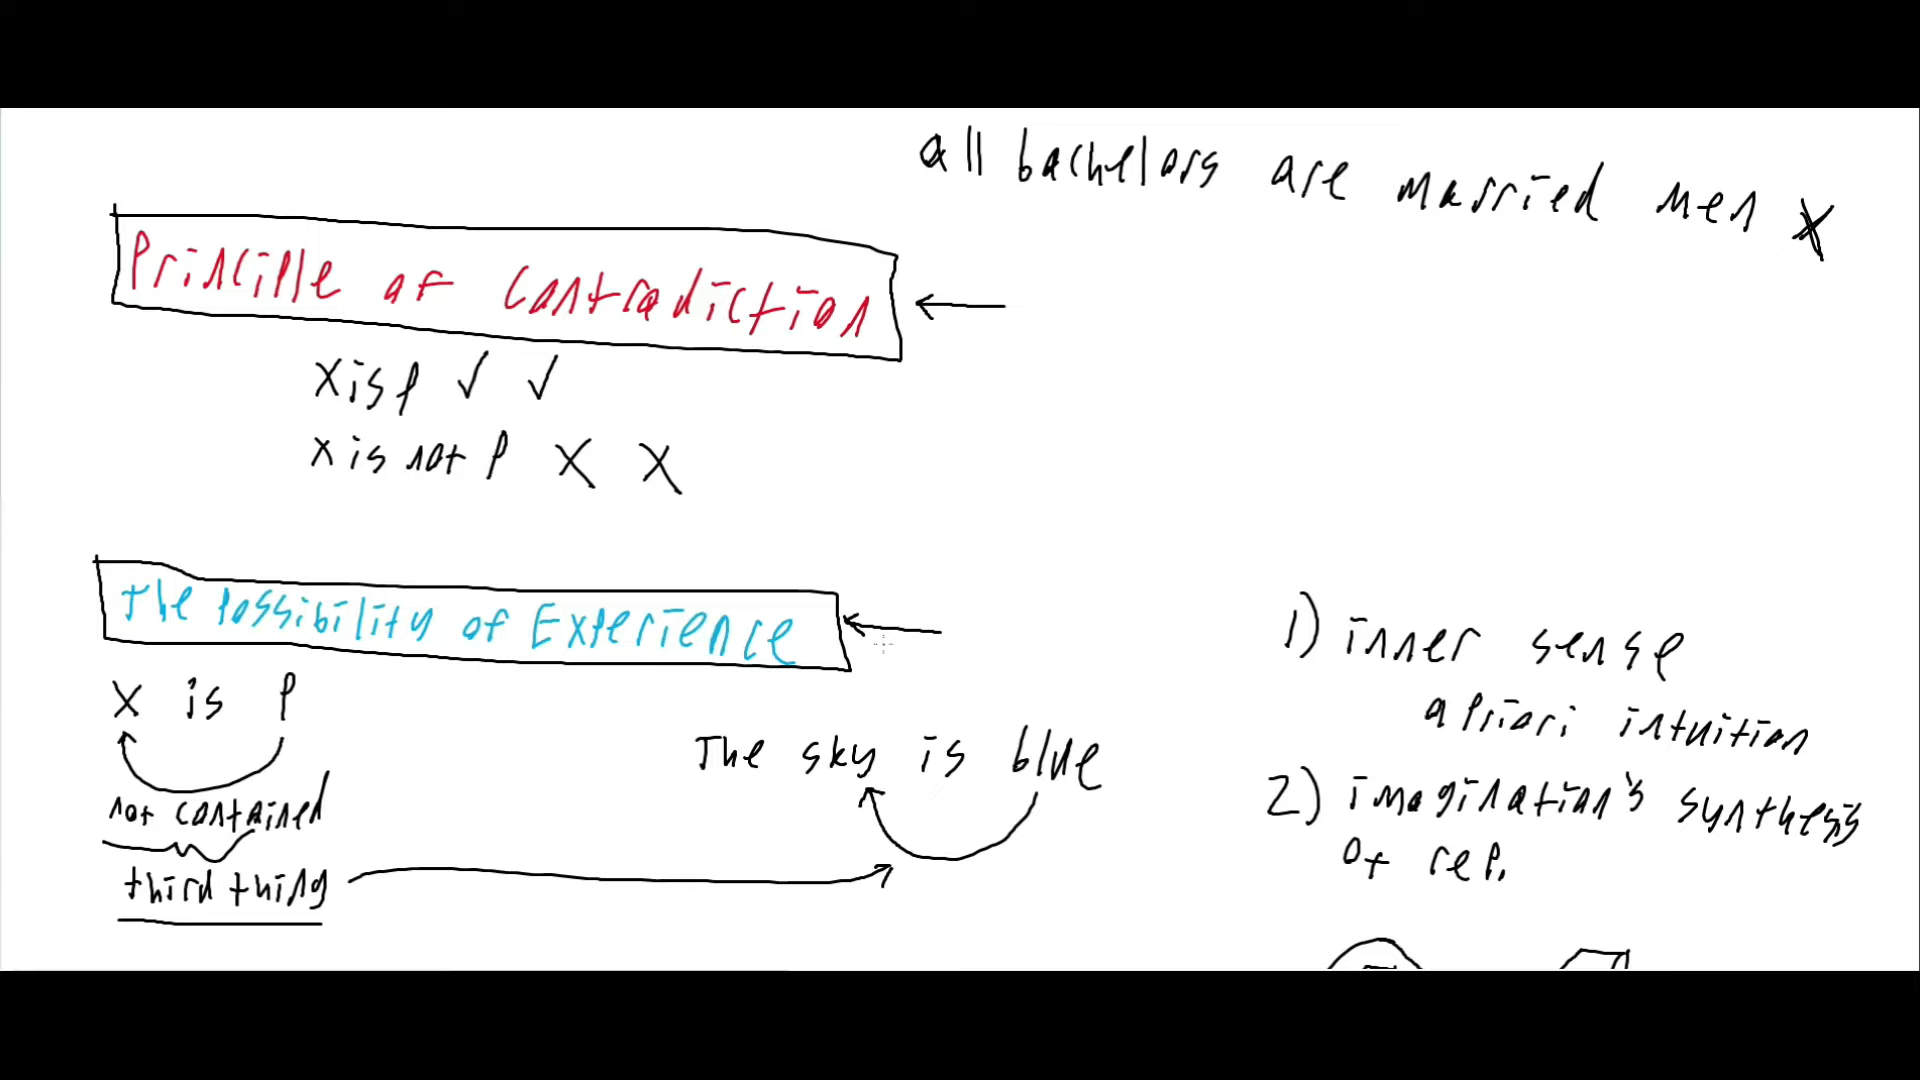 all bachelors are married men X
Principle of Contradiction
X is P ✓ ✓
X is not P X X
The Possibility of Experience
X is P
not contained
third thing
The sky is blue
1) inner sense
a priori intuition
2) imagination's synthesis
of rep.